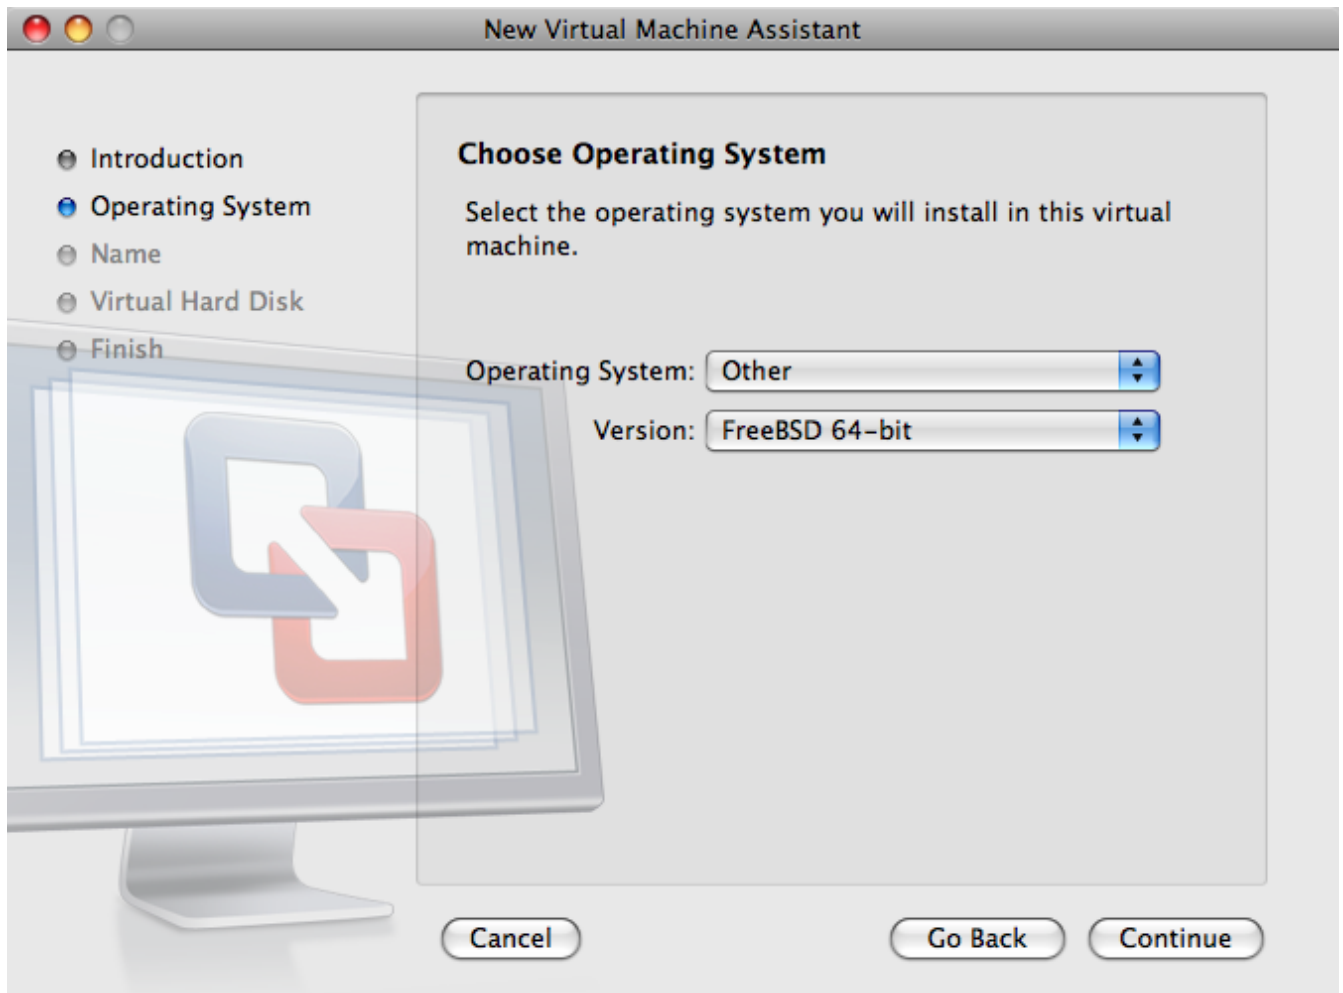 New Virtual Machine Assistant
Introduction
Operating System
Name
Virtual Hard Disk
Finish
Choose Operating System
Select the operating system you will install in this virtual
machine.
Operating System: Other
Version: FreeBSD 64-bit
Cancel
Go Back
Continue